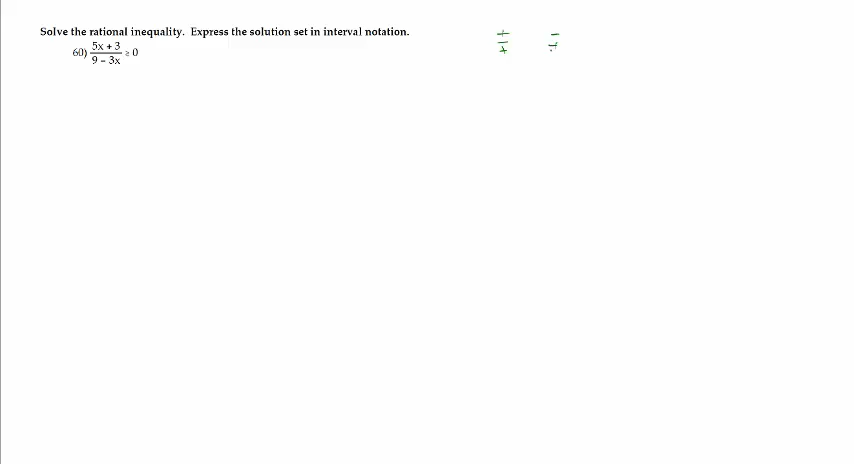 Solve the rational inequality. Express the solution set in interval notation.
60) (5x + 3)/(9 – 3x) ≥ 0
+/+